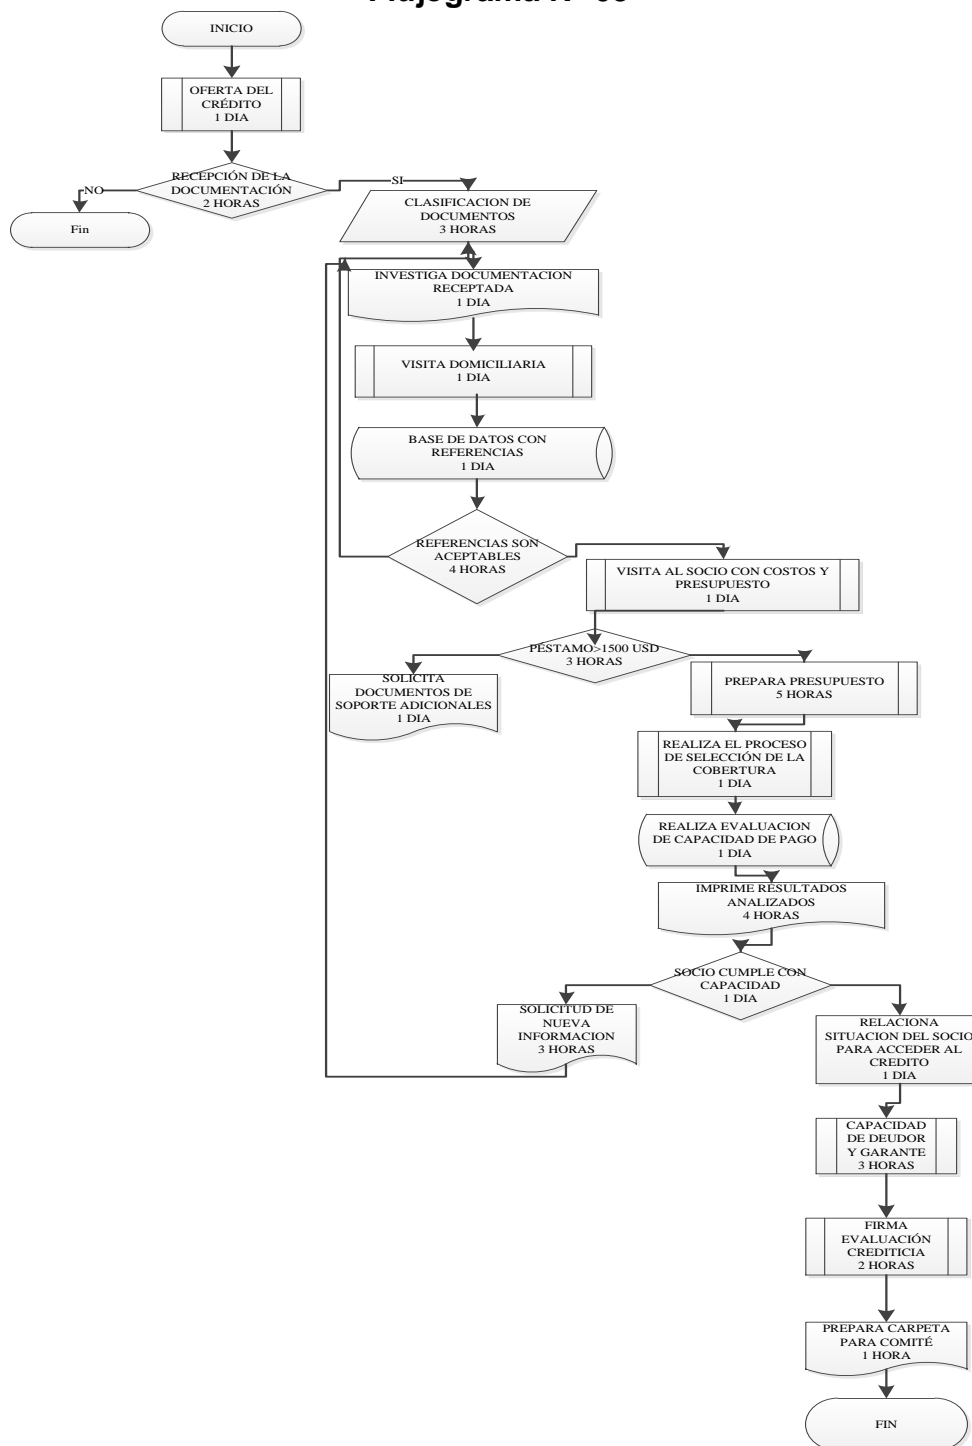 INICIO
OFERTA DEL
CRÉDITO
1 DIA
RECEPCIÓN DE LA
DOCUMENTACIÓN
2 HORAS
NO
SI
Fin
CLASIFICACION DE
DOCUMENTOS
3 HORAS
INVESTIGA DOCUMENTACION
RECEPTADA
1 DIA
VISITA DOMICILIARIA
1 DIA
BASE DE DATOS CON
REFERENCIAS
1 DIA
REFERENCIAS SON
ACEPTABLES
4 HORAS
VISITA AL SOCIO CON COSTOS Y
PRESUPUESTO
1 DIA
PÉSTAMO>1500 USD
3 HORAS
SOLICITA
DOCUMENTOS DE
SOPORTE ADICIONALES
1 DIA
PREPARA PRESUPUESTO
5 HORAS
REALIZA EL PROCESO
DE SELECCIÓN DE LA
COBERTURA
1 DIA
REALIZA EVALUACION
DE CAPACIDAD DE PAGO
1 DIA
IMPRIME RESULTADOS
ANALIZADOS
4 HORAS
SOCIO CUMPLE CON
CAPACIDAD
1 DIA
SOLICITUD DE
NUEVA
INFORMACION
3 HORAS
RELACIONA
SITUACION DEL SOCIO
PARA ACCEDER AL
CREDITO
1 DIA
CAPACIDAD
DE DEUDOR
Y GARANTE
3 HORAS
FIRMA
EVALUACIÓN
CREDITICIA
2 HORAS
PREPARA CARPETA
PARA COMITÉ
1 HORA
FIN